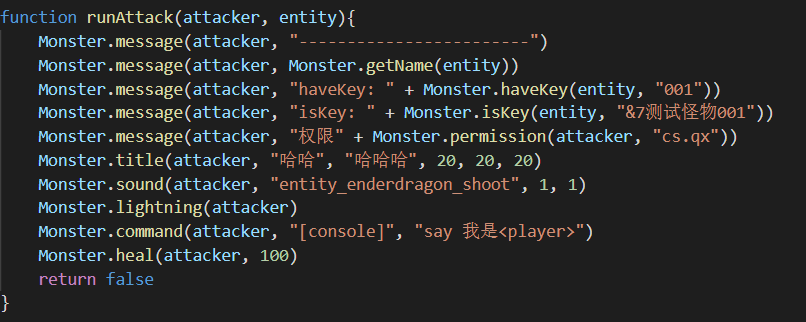 function runAttack(attacker, entity){
    Monster.message(attacker, "-------------------------")
    Monster.message(attacker, Monster.getName(entity))
    Monster.message(attacker, "haveKey: " + Monster.haveKey(entity, "001"))
    Monster.message(attacker, "isKey: " + Monster.isKey(entity, "&7测试怪物001"))
    Monster.message(attacker, "权限" + Monster.permission(attacker, "cs.qx"))
    Monster.title(attacker, "哈哈", "哈哈哈", 20, 20, 20)
    Monster.sound(attacker, "entity_enderdragon_shoot", 1, 1)
    Monster.lightning(attacker)
    Monster.command(attacker, "[console]", "say 我是<player>")
    Monster.heal(attacker, 100)
    return false
}